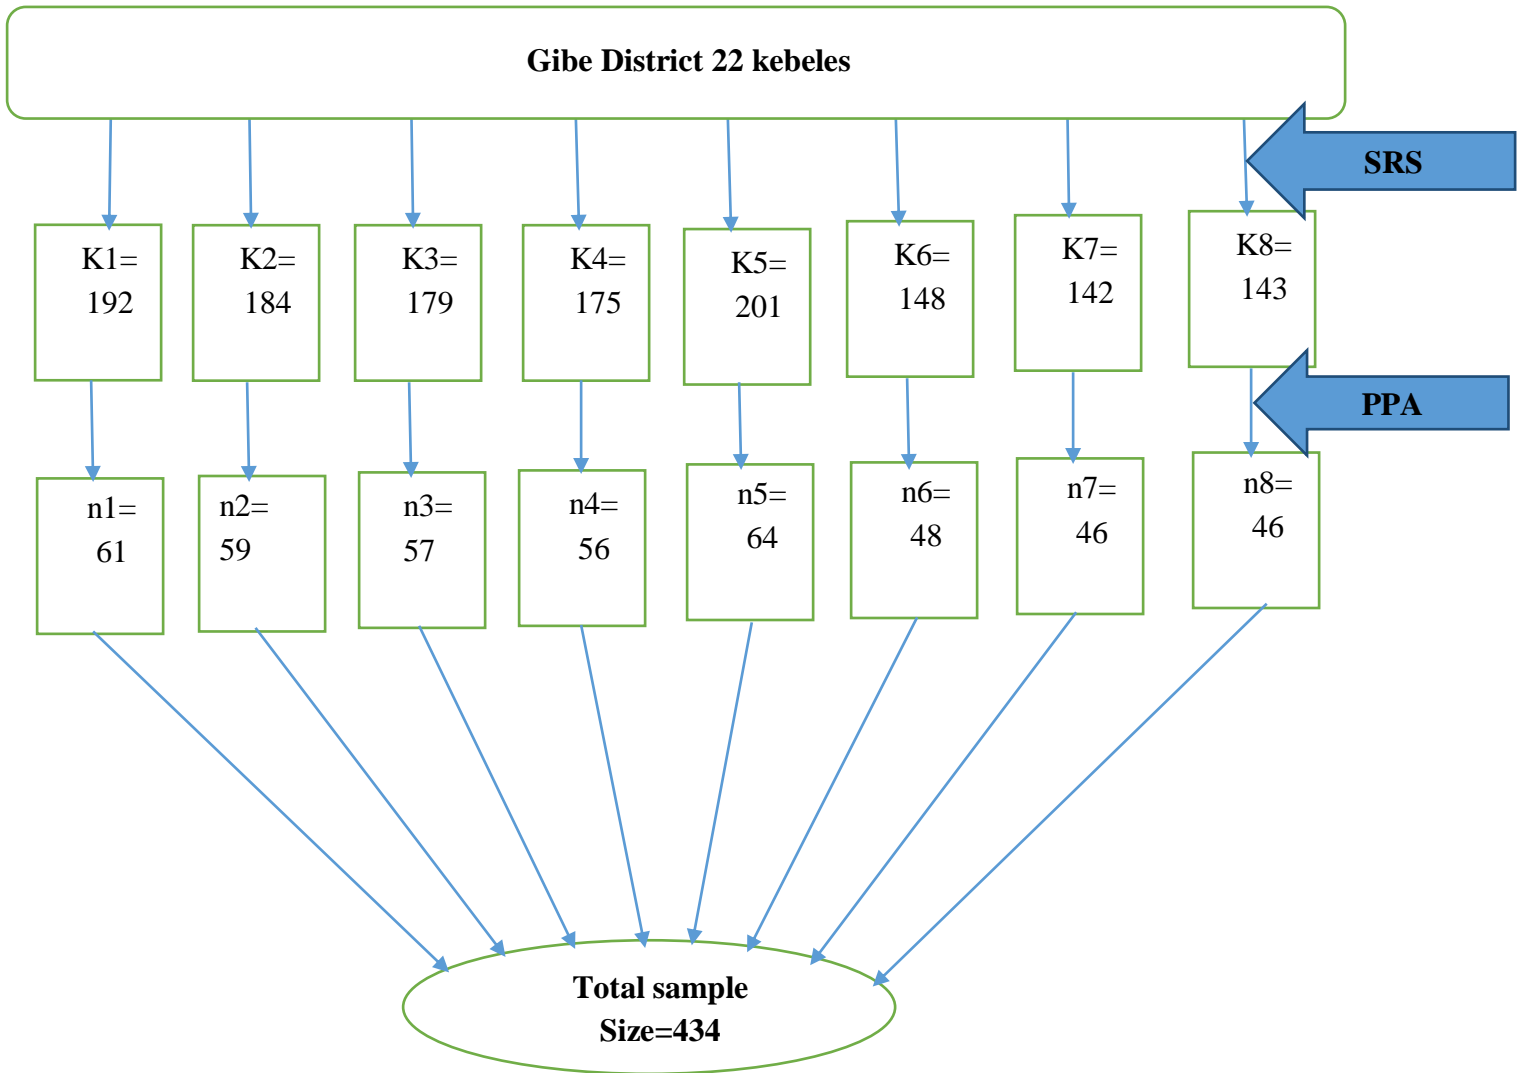 Gibe District 22 kebeles
SRS
K1=
192
K2=
184
K3=
179
K4=
175
K5=
201
K6=
148
K7=
142
K8=
143
PPA
n1=
61
n2=
59
n3=
57
n4=
56
n5=
64
n6=
48
n7=
46
n8=
46
Total sample
Size=434